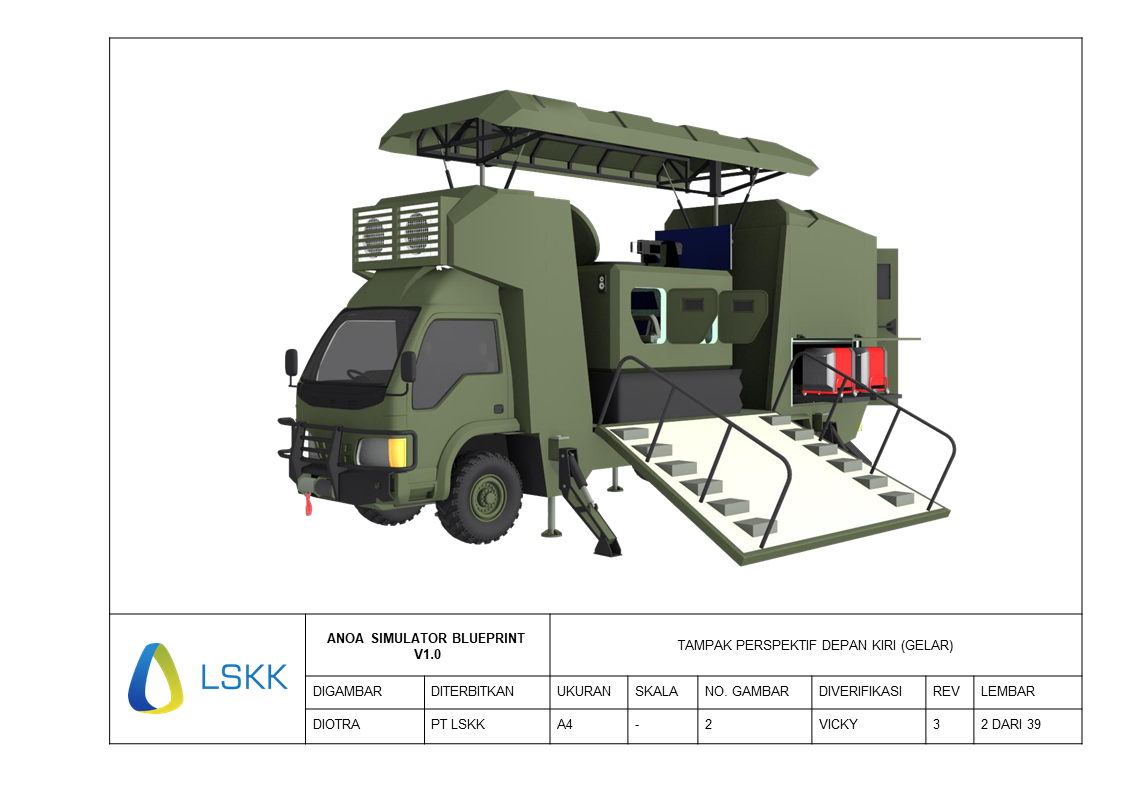 LSKK
ANOA SIMULATOR BLUEPRINT
V1.0
TAMPAK PERSPEKTIF DEPAN KIRI (GELAR)
DIGAMBAR DITERBITKAN UKURAN SKALA NO. GAMBAR DIVERIFIKASI REV LEMBAR
DIOTRA PT LSKK A4 - 2 VICKY 3 2 DARI 39